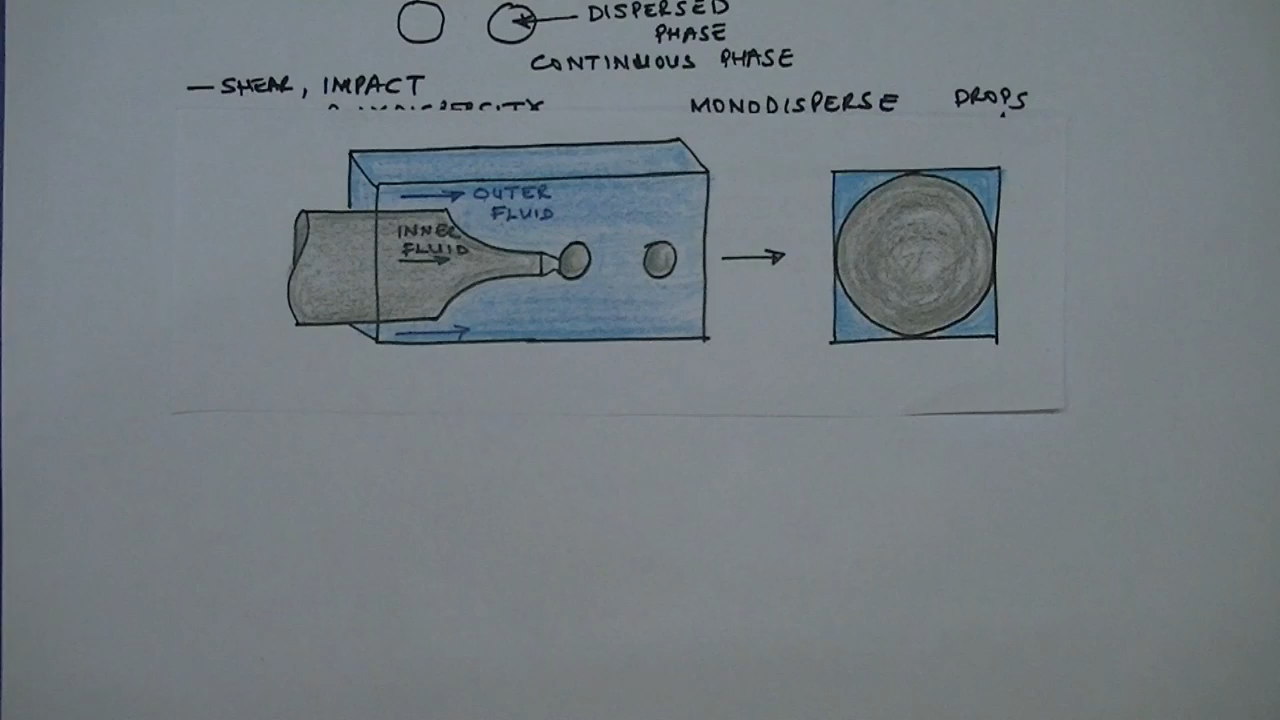 DISPERSED
PHASE
CONTINUOUS PHASE
— SHEAR, IMPACT
MONODISPERSE DROPS
OUTER
FLUID
INNER
FLUID